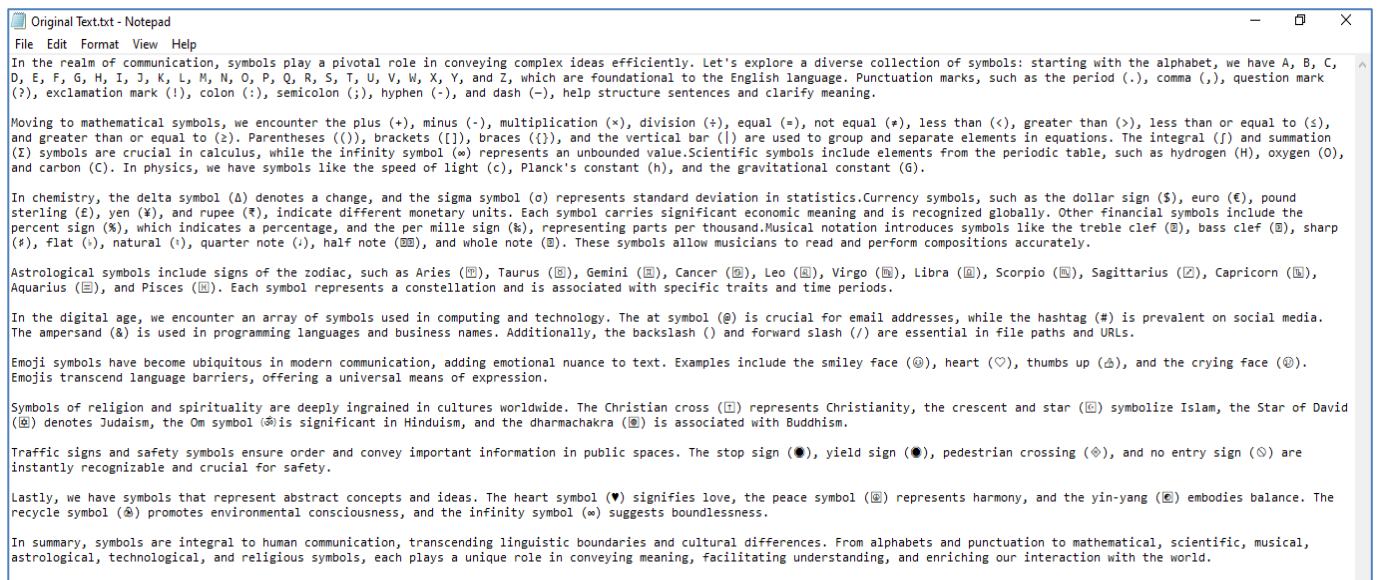 Original Text.txt - Notepad
File Edit Format View Help
In the realm of communication, symbols play a pivotal role in conveying complex ideas efficiently. Let's explore a diverse collection of symbols: starting with the alphabet, we have A, B, C,
D, E, F, G, H, I, J, K, L, M, N, O, P, Q, R, S, T, U, V, W, X, Y, and Z, which are foundational to the English language. Punctuation marks, such as the period (.), comma (,), question mark
(?), exclamation mark (!), colon (:), semicolon (;), hyphen (-), and dash (—), help structure sentences and clarify meaning.
Moving to mathematical symbols, we encounter the plus (+), minus (-), multiplication (×), division (÷), equal (=), not equal (≠), less than (<), greater than (>), less than or equal to (≤),
and greater than or equal to (≥). Parentheses (()), brackets ([]), braces ({}), and the vertical bar (|) are used to group and separate elements in equations. The integral (∫) and summation
(Σ) symbols are crucial in calculus, while the infinity symbol (∞) represents an unbounded value.Scientific symbols include elements from the periodic table, such as hydrogen (H), oxygen (O),
and carbon (C). In physics, we have symbols like the speed of light (c), Planck's constant (h), and the gravitational constant (G).
In chemistry, the delta symbol (Δ) denotes a change, and the sigma symbol (σ) represents standard deviation in statistics.Currency symbols, such as the dollar sign ($), euro (€), pound
sterling (£), yen (¥), and rupee (₹), indicate different monetary units. Each symbol carries significant economic meaning and is recognized globally. Other financial symbols include the
percent sign (%), which indicates a percentage, and the per mille sign (‰), representing parts per thousand.Musical notation introduces symbols like the treble clef (), bass clef (), sharp
(♯), flat (♭), natural (♮), quarter note (♩), half note (), and whole note (). These symbols allow musicians to read and perform compositions accurately.
Astrological symbols include signs of the zodiac, such as Aries (♈), Taurus (♉), Gemini (♊), Cancer (♋), Leo (♌), Virgo (♍), Libra (♎), Scorpio (♏), Sagittarius (♐), Capricorn (♑),
Aquarius (♒), and Pisces (♓). Each symbol represents a constellation and is associated with specific traits and time periods.
In the digital age, we encounter an array of symbols used in computing and technology. The at symbol (@) is crucial for email addresses, while the hashtag (#) is prevalent on social media.
The ampersand (&) is used in programming languages and business names. Additionally, the backslash () and forward slash (/) are essential in file paths and URLs.
Emoji symbols have become ubiquitous in modern communication, adding emotional nuance to text. Examples include the smiley face (😊), heart (♡), thumbs up (👍), and the crying face (😢).
Emojis transcend language barriers, offering a universal means of expression.
Symbols of religion and spirituality are deeply ingrained in cultures worldwide. The Christian cross (✝) represents Christianity, the crescent and star (☪) symbolize Islam, the Star of David
(✡) denotes Judaism, the Om symbol (ॐ)is significant in Hinduism, and the dharmachakra (☸) is associated with Buddhism.
Traffic signs and safety symbols ensure order and convey important information in public spaces. The stop sign (🛑), yield sign (🛑), pedestrian crossing (🚸), and no entry sign (🚫) are
instantly recognizable and crucial for safety.
Lastly, we have symbols that represent abstract concepts and ideas. The heart symbol (♥) signifies love, the peace symbol (☮) represents harmony, and the yin-yang (☯) embodies balance. The
recycle symbol (♻) promotes environmental consciousness, and the infinity symbol (∞) suggests boundlessness.
In summary, symbols are integral to human communication, transcending linguistic boundaries and cultural differences. From alphabets and punctuation to mathematical, scientific, musical,
astrological, technological, and religious symbols, each plays a unique role in conveying meaning, facilitating understanding, and enriching our interaction with the world.